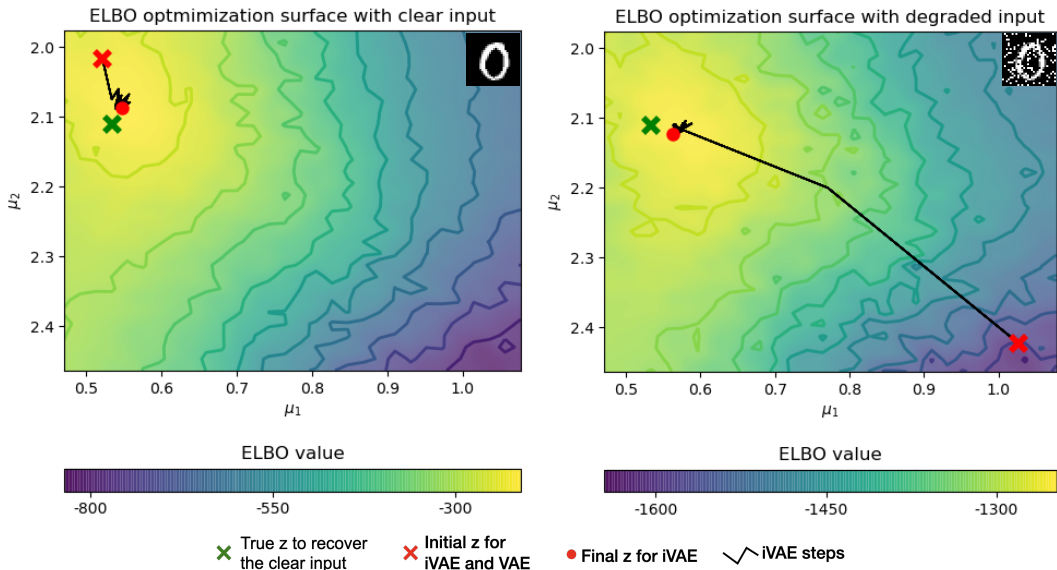 ELBO optmimization surface with clear input
ELBO optimization surface with degraded input
2.0
2.1
2.2
2.3
2.4
μ2
0.5 0.6 0.7 0.8 0.9 1.0
μ1
2.0
2.1
2.2
2.3
2.4
μ2
0.5 0.6 0.7 0.8 0.9 1.0
μ1
ELBO value
-800 -550 -300
ELBO value
-1600 -1450 -1300
True z to recover
the clear input
Initial z for
iVAE and VAE
Final z for iVAE
iVAE steps